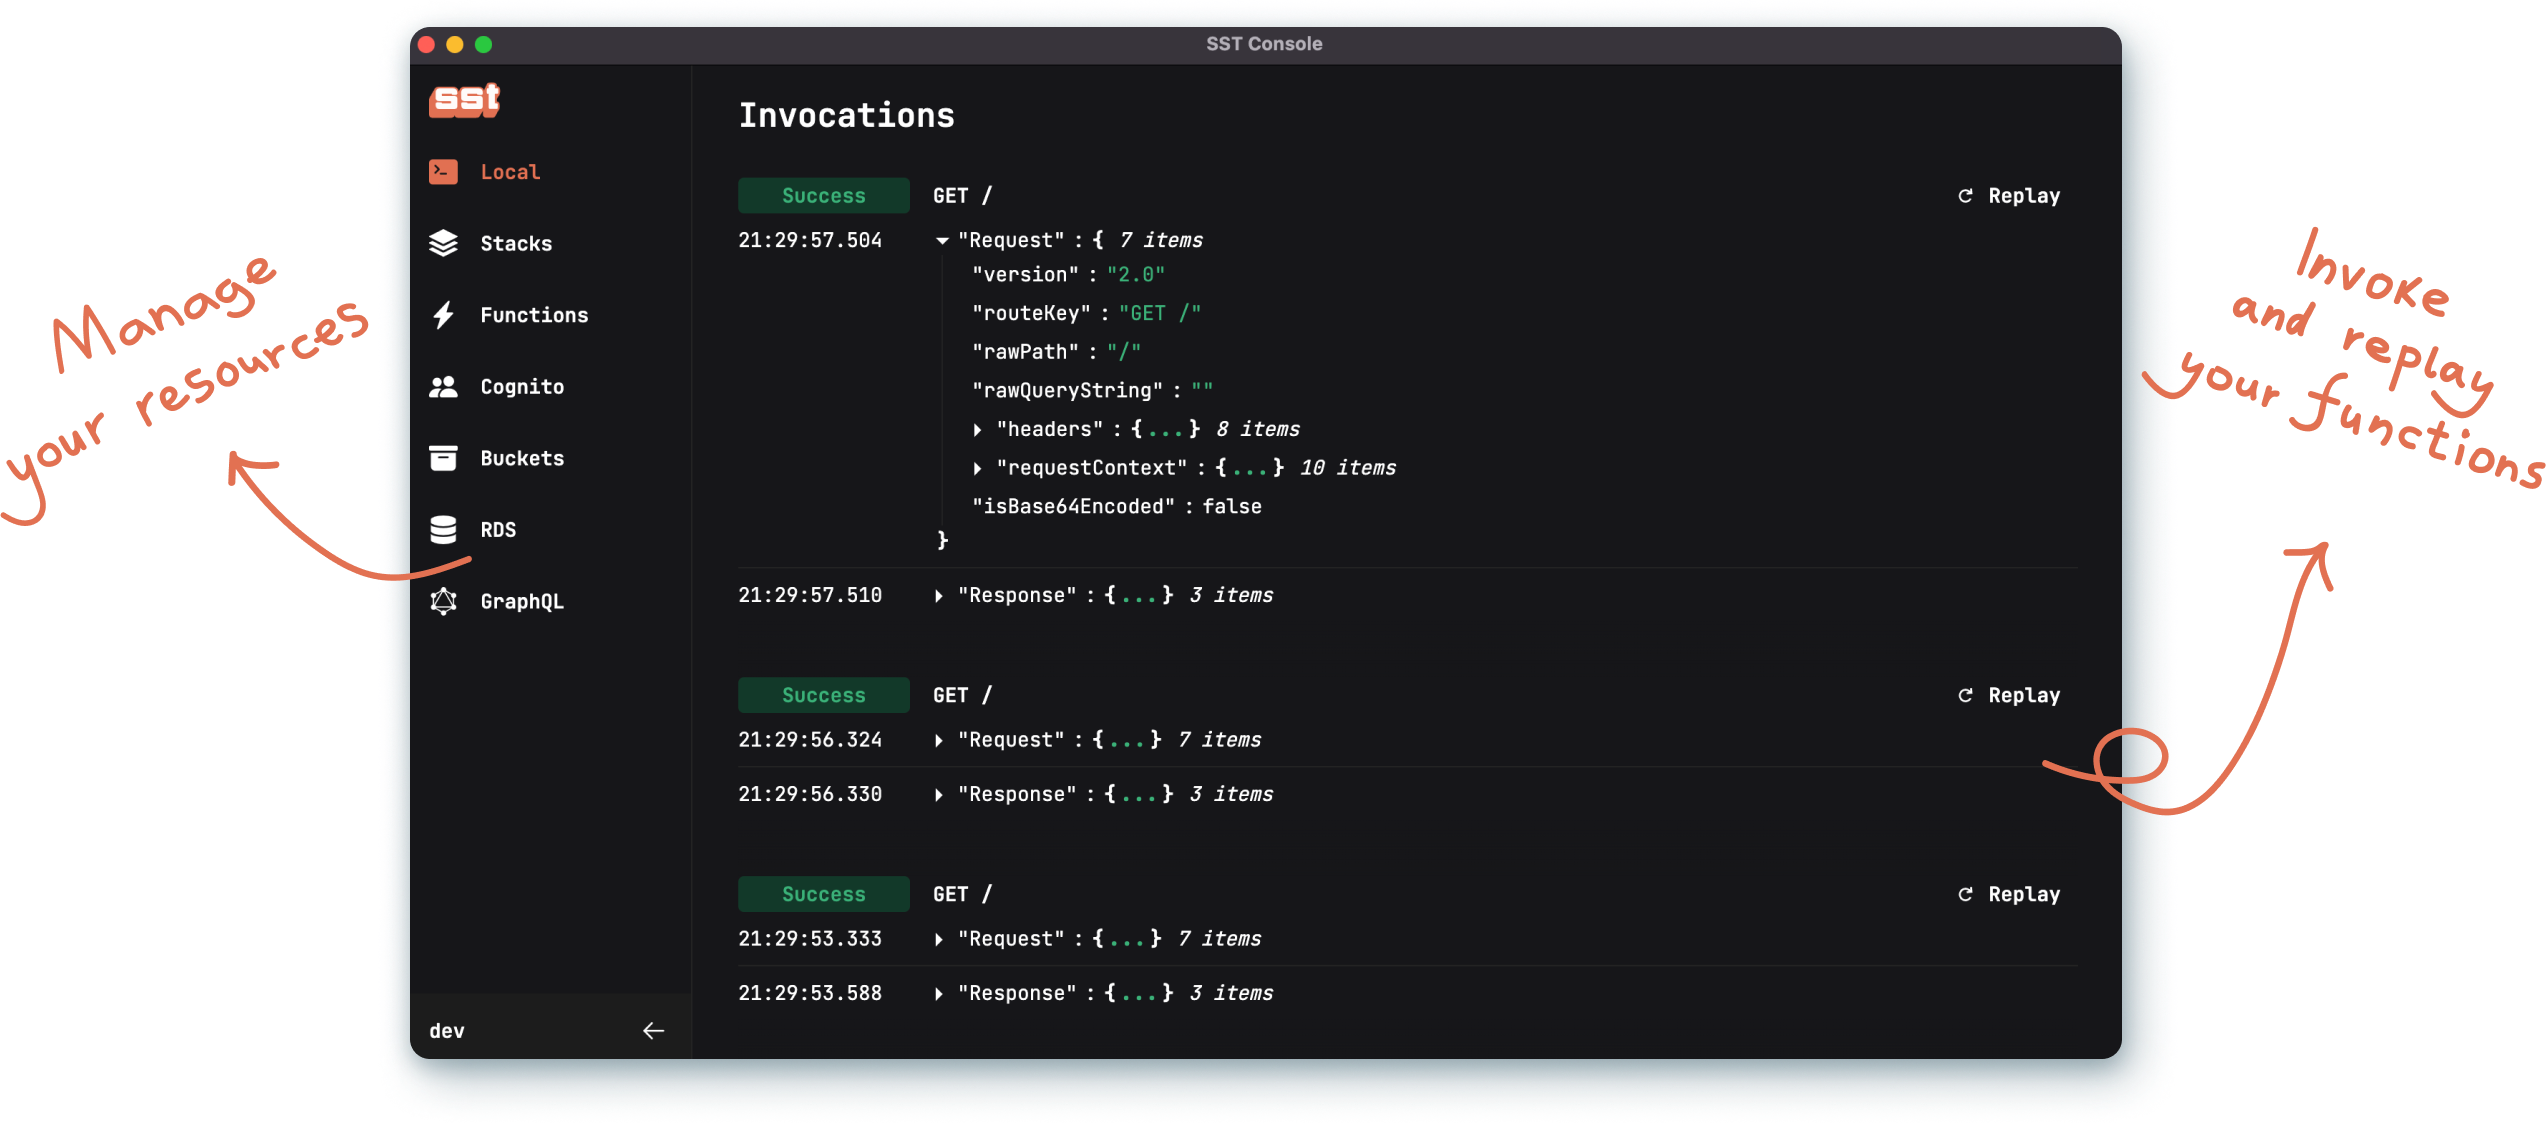 SST Console
sst
Local
Stacks
Functions
Cognito
Buckets
RDS
GraphQL
dev
Invocations
Success GET / Replay
21:29:57.504 "Request" : { 7 items
"version" : "2.0"
"routeKey" : "GET /"
"rawPath" : "/"
"rawQueryString" : ""
"headers" : {...} 8 items
"requestContext" : {...} 10 items
"isBase64Encoded" : false
}
21:29:57.510 "Response" : {...} 3 items
Success GET / Replay
21:29:56.324 "Request" : {...} 7 items
21:29:56.330 "Response" : {...} 3 items
Success GET / Replay
21:29:53.333 "Request" : {...} 7 items
21:29:53.588 "Response" : {...} 3 items
Manage
your resources
Invoke
and replay
your functions